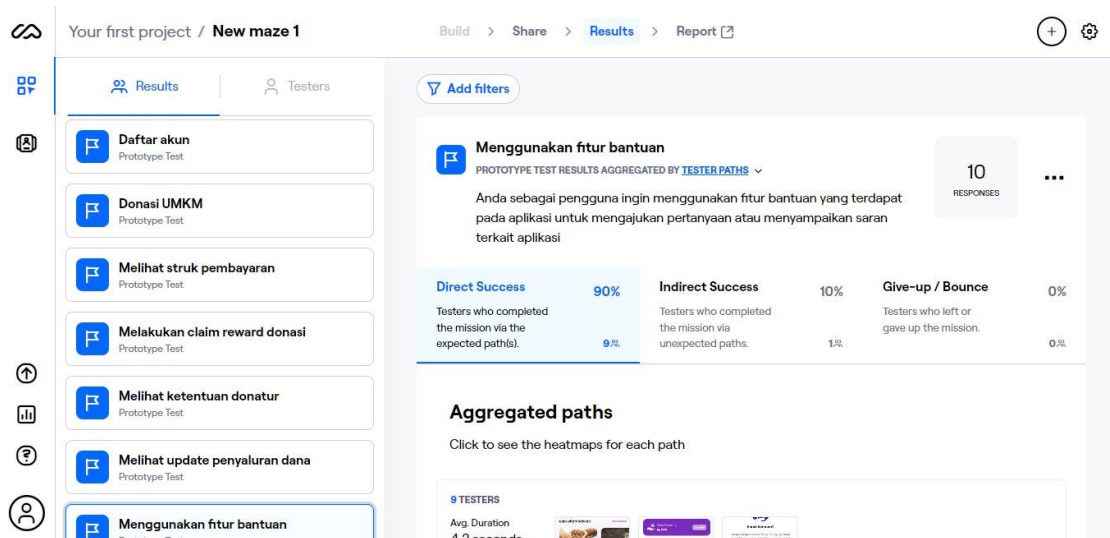 Your first project / New maze 1
Build > Share > Results > Report
Results
Testers
Daftar akun
Prototype Test
Donasi UMKM
Prototype Test
Melihat struk pembayaran
Prototype Test
Melakukan claim reward donasi
Prototype Test
Melihat ketentuan donatur
Prototype Test
Melihat update penyaluran dana
Prototype Test
Menggunakan fitur bantuan
Add filters
Menggunakan fitur bantuan
PROTOTYPE TEST RESULTS AGGREGATED BY TESTER PATHS
Anda sebagai pengguna ingin menggunakan fitur bantuan yang terdapat
pada aplikasi untuk mengajukan pertanyaan atau menyampaikan saran
terkait aplikasi
10
RESPONSES
Direct Success
90%
Testers who completed
the mission via the
expected path(s).
9
Indirect Success
10%
Testers who completed
the mission via
unexpected paths.
1
Give-up / Bounce
0%
Testers who left or
gave up the mission.
0
Aggregated paths
Click to see the heatmaps for each path
9 TESTERS
Avg. Duration
4.2 seconds